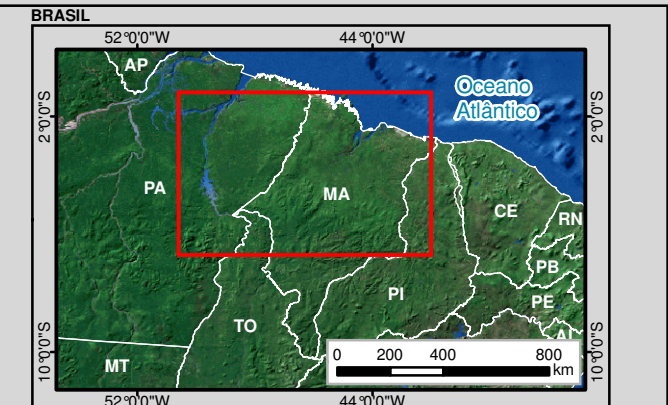 BRASIL
52°0'0"W 44°0'0"W
AP
Oceano
Atlântico
2°0'0"S 2°0'0"S
PA MA CE RN
PB
PI PE
TO AL
MT
0 200 400 800
km
10°0'0"S 10°0'0"S
52°0'0"W 44°0'0"W